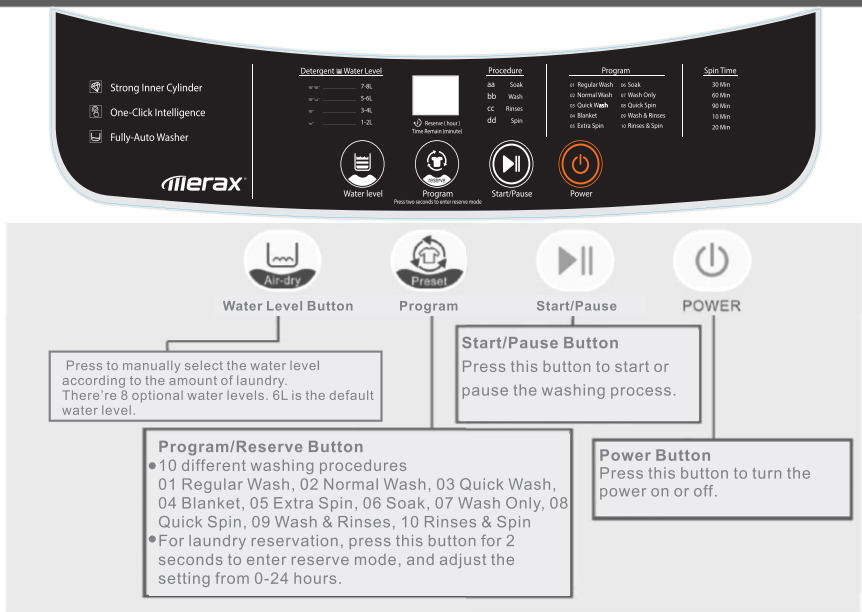 Strong Inner Cylinder
One-Click Intelligence
Fully-Auto Washer
merax
Detergent Water Level
7-8L
5-6L
3-4L
1-2L
Reserve ( hour )
Time Remain (minute)
Procedure
aa Soak
bb Wash
cc Rinses
dd Spin
Program
01 Regular Wash 06 Soak
02 Normal Wash 07 Wash Only
03 Quick Wash 08 Quick Spin
04 Blanket 09 Wash & Rinses
05 Extra Spin 10 Rinses & Spin
Spin Time
30 Min
60 Min
90 Min
10 Min
20 Min
reserve
Water level Program Start/Pause Power
Press two seconds to enter reserve mode
Air-dry Preset
Water Level Button Program Start/Pause POWER
Press to manually select the water level
according to the amount of laundry.
There're 8 optional water levels. 6L is the default
water level.
Start/Pause Button
Press this button to start or
pause the washing process.
Program/Reserve Button
●10 different washing procedures
01 Regular Wash, 02 Normal Wash, 03 Quick Wash,
04 Blanket, 05 Extra Spin, 06 Soak, 07 Wash Only, 08
Quick Spin, 09 Wash & Rinses, 10 Rinses & Spin
●For laundry reservation, press this button for 2
seconds to enter reserve mode, and adjust the
setting from 0-24 hours.
Power Button
Press this button to turn the
power on or off.